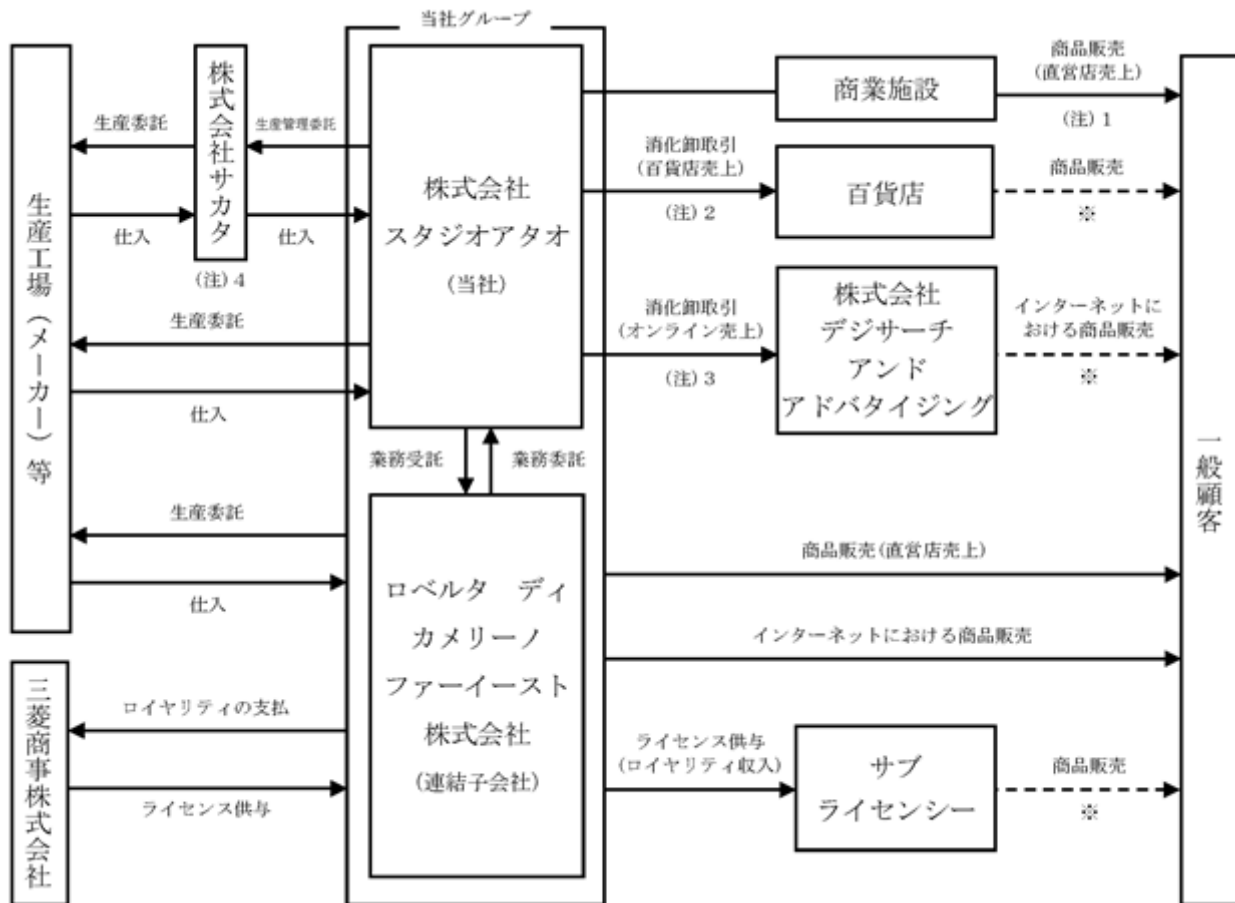 当社グループ
生産工場（メーカー）等
三菱商事株式会社
株式会社サカタ
(注) 4
生産委託
仕入
生産管理委託
仕入
生産委託
仕入
生産委託
仕入
ロイヤリティの支払
ライセンス供与
株式会社
スタジオアタオ
(当社)
業務受託
業務委託
ロベルタ　ディ
カメリーノ
ファーイースト
株式会社
(連結子会社)
商業施設
商品販売
(直営店売上)
(注) 1
消化卸取引
(百貨店売上)
(注) 2
百貨店
商品販売
※
消化卸取引
(オンライン売上)
(注) 3
株式会社
デジサーチ
アンド
アドバタイジング
インターネットに
おける商品販売
※
商品販売(直営店売上)
インターネットにおける商品販売
ライセンス供与
(ロイヤリティ収入)
サブ
ライセンシー
商品販売
※
一般顧客